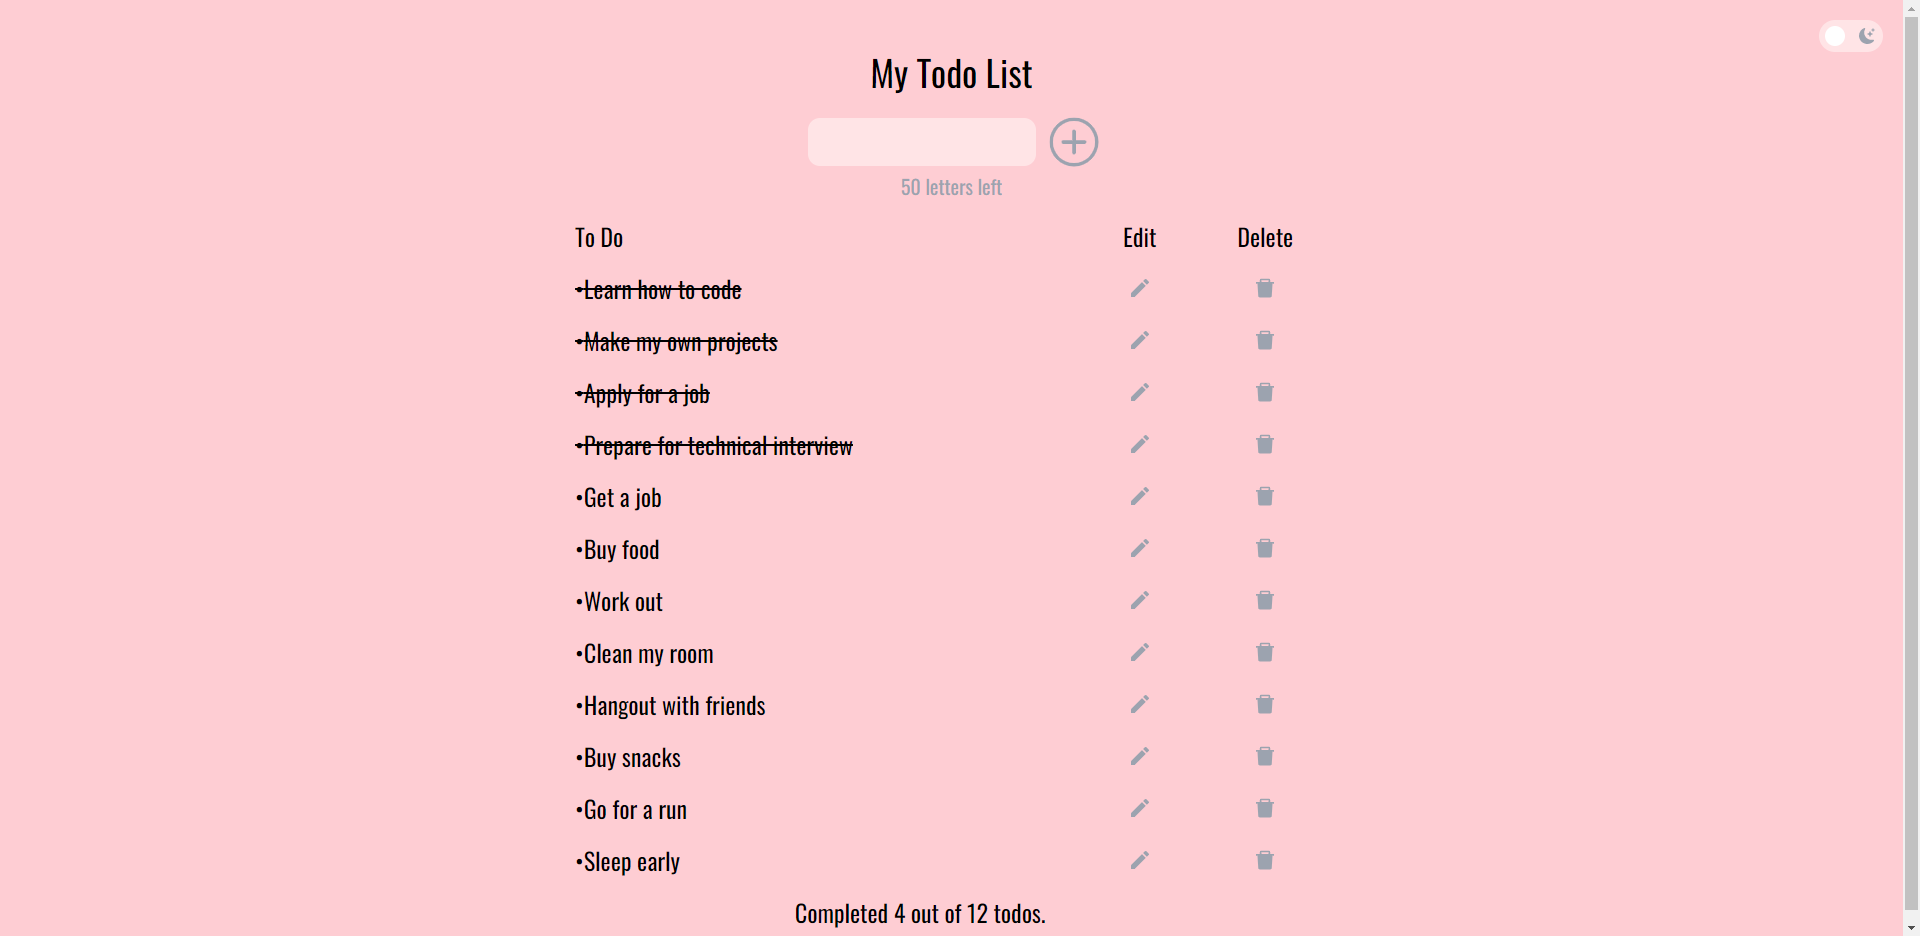 My Todo List
50 letters left
To Do Edit Delete
•Learn how to code
•Make my own projects
•Apply for a job
•Prepare for technical interview
•Get a job
•Buy food
•Work out
•Clean my room
•Hangout with friends
•Buy snacks
•Go for a run
•Sleep early
Completed 4 out of 12 todos.